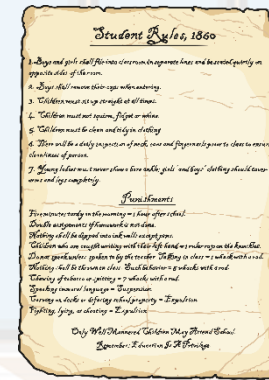 Student Rules, 1860
1. Boys and girls shall file into classroom in separate lines and be seated quietly on
opposite sides of the room.
2. Boys shall remove their caps when entering.
3. Children must sit up straight at all times.
4. Children must not squirm, fidget or whine.
5. Children must be clean and tidy in clothing
6. There will be a daily inspection of neck, ears and fingernails prior to class to ensure
cleanliness of person.
7. Young ladies must never show a bare ankle; girls' and boys' clothing should cover
arms and legs completely.
Punishments
Five minutes tardy in the morning = 1 hour after school.
Double assignments if homework is not done.
Nothing shall be dipped into ink wells except pens.
Children who are caught writing with their left hand = ruler raps on the knuckles.
Do not speak unless spoken to by the teacher. Talking in class = 1 whack with a rod.
Nothing shall be thrown in class. Such behavior = 5 whacks with a rod.
Chewing of tobacco or spitting = 7 whacks with a rod.
Speaking immoral language = Suspension
Carving on desks or defacing school property = Expulsion
Fighting, lying, or cheating = Expulsion
Only Well Mannered Children May Attend School.
Remember: Education Is A Privilege